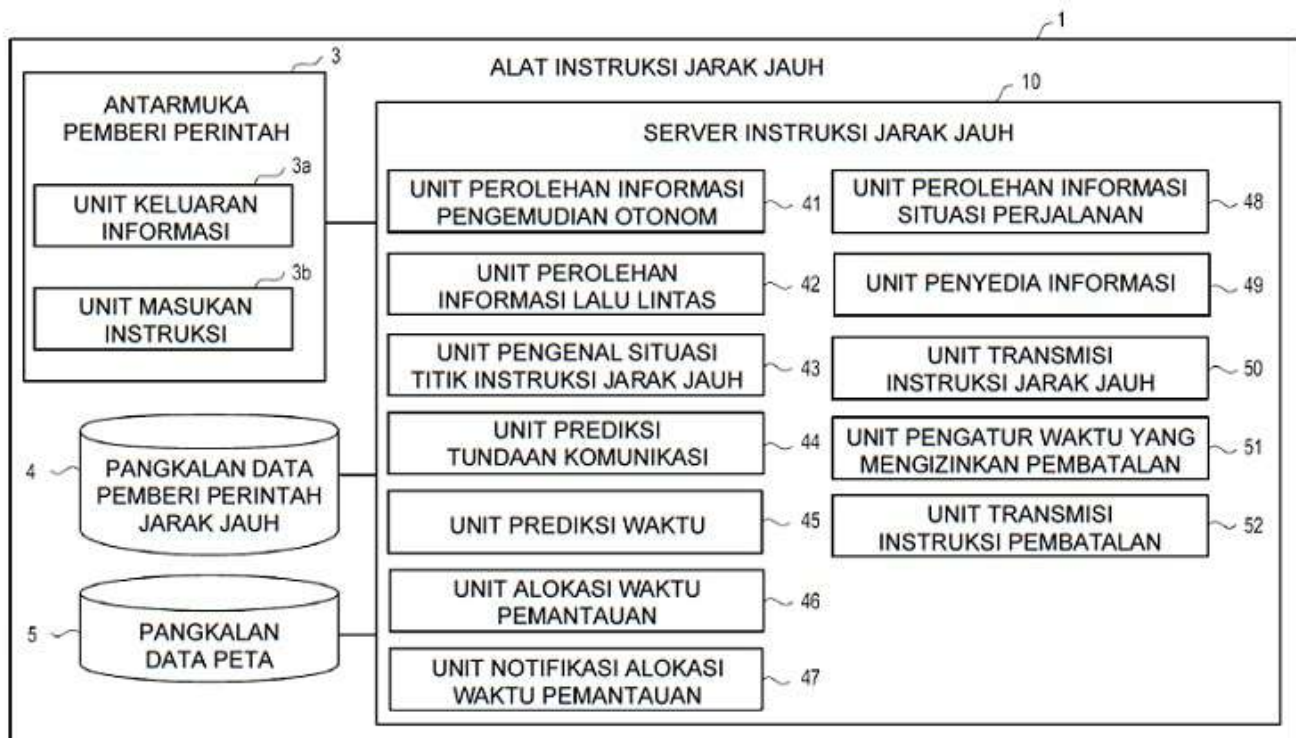 1
ALAT INSTRUKSI JARAK JAUH
3
ANTARMUKA
PEMBERI PERINTAH
3a
UNIT KELUARAN
INFORMASI
3b
UNIT MASUKAN
INSTRUKSI
4
PANGKALAN DATA
PEMBERI PERINTAH
JARAK JAUH
5
PANGKALAN
DATA PETA
10
SERVER INSTRUKSI JARAK JAUH
UNIT PEROLEHAN INFORMASI
PENGEMUDIAN OTONOM
41
UNIT PEROLEHAN
INFORMASI LALU LINTAS
42
UNIT PENGENAL SITUASI
TITIK INSTRUKSI JARAK JAUH
43
UNIT PREDIKSI
TUNDAAN KOMUNIKASI
44
UNIT PREDIKSI WAKTU
45
UNIT ALOKASI WAKTU
PEMANTAUAN
46
UNIT NOTIFIKASI ALOKASI
WAKTU PEMANTAUAN
47
UNIT PEROLEHAN INFORMASI
SITUASI PERJALANAN
48
UNIT PENYEDIA INFORMASI
49
UNIT TRANSMISI
INSTRUKSI JARAK JAUH
50
UNIT PENGATUR WAKTU YANG
MENGIZINKAN PEMBATALAN
51
UNIT TRANSMISI
INSTRUKSI PEMBATALAN
52